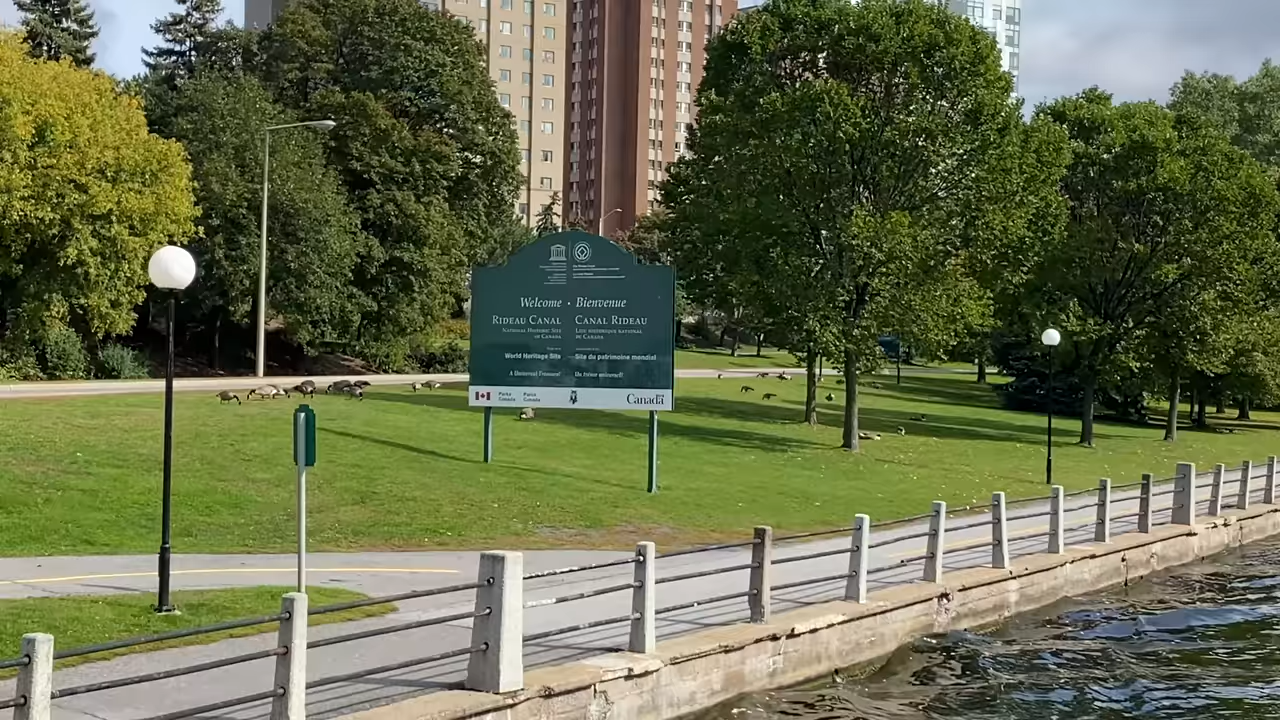 Welcome · Bienvenue
RIDEAU CANAL
CANAL RIDEAU
NATIONAL HISTORIC SITE
OF CANADA
LIEU HISTORIQUE NATIONAL
DU CANADA
World Heritage Site
Site du patrimoine mondial
A Universal Treasure!
Un trésor universel!
Parks
Canada
Parcs
Canada
Canada